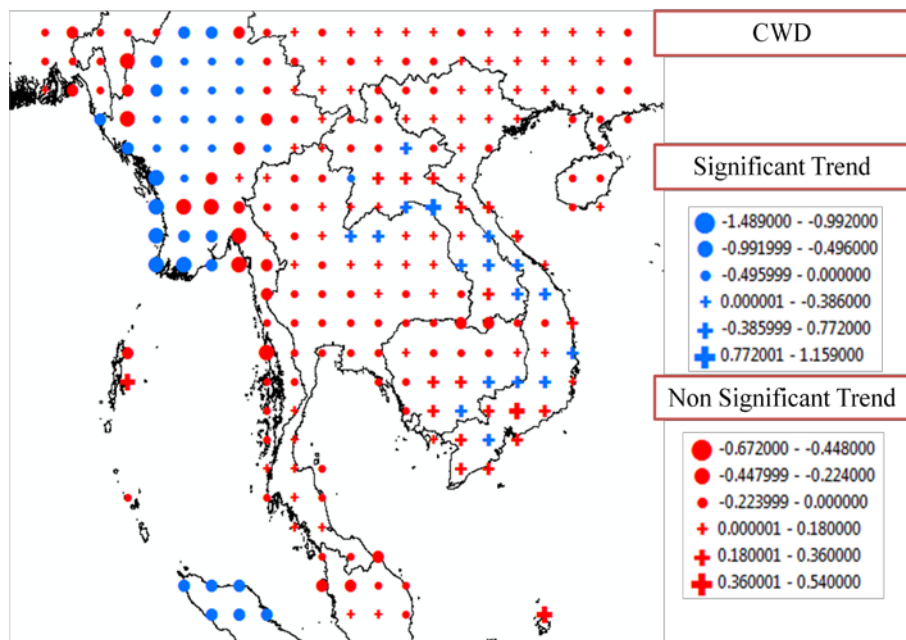 CWD
Significant Trend
-1.489000 - -0.992000
-0.991999 - -0.496000
-0.495999 - 0.000000
0.000001 - -0.386000
-0.385999 - 0.772000
0.772001 - 1.159000
Non Significant Trend
-0.672000 - -0.448000
-0.447999 - -0.224000
-0.223999 - 0.000000
0.000001 - 0.180000
0.180001 - 0.360000
0.360001 - 0.540000